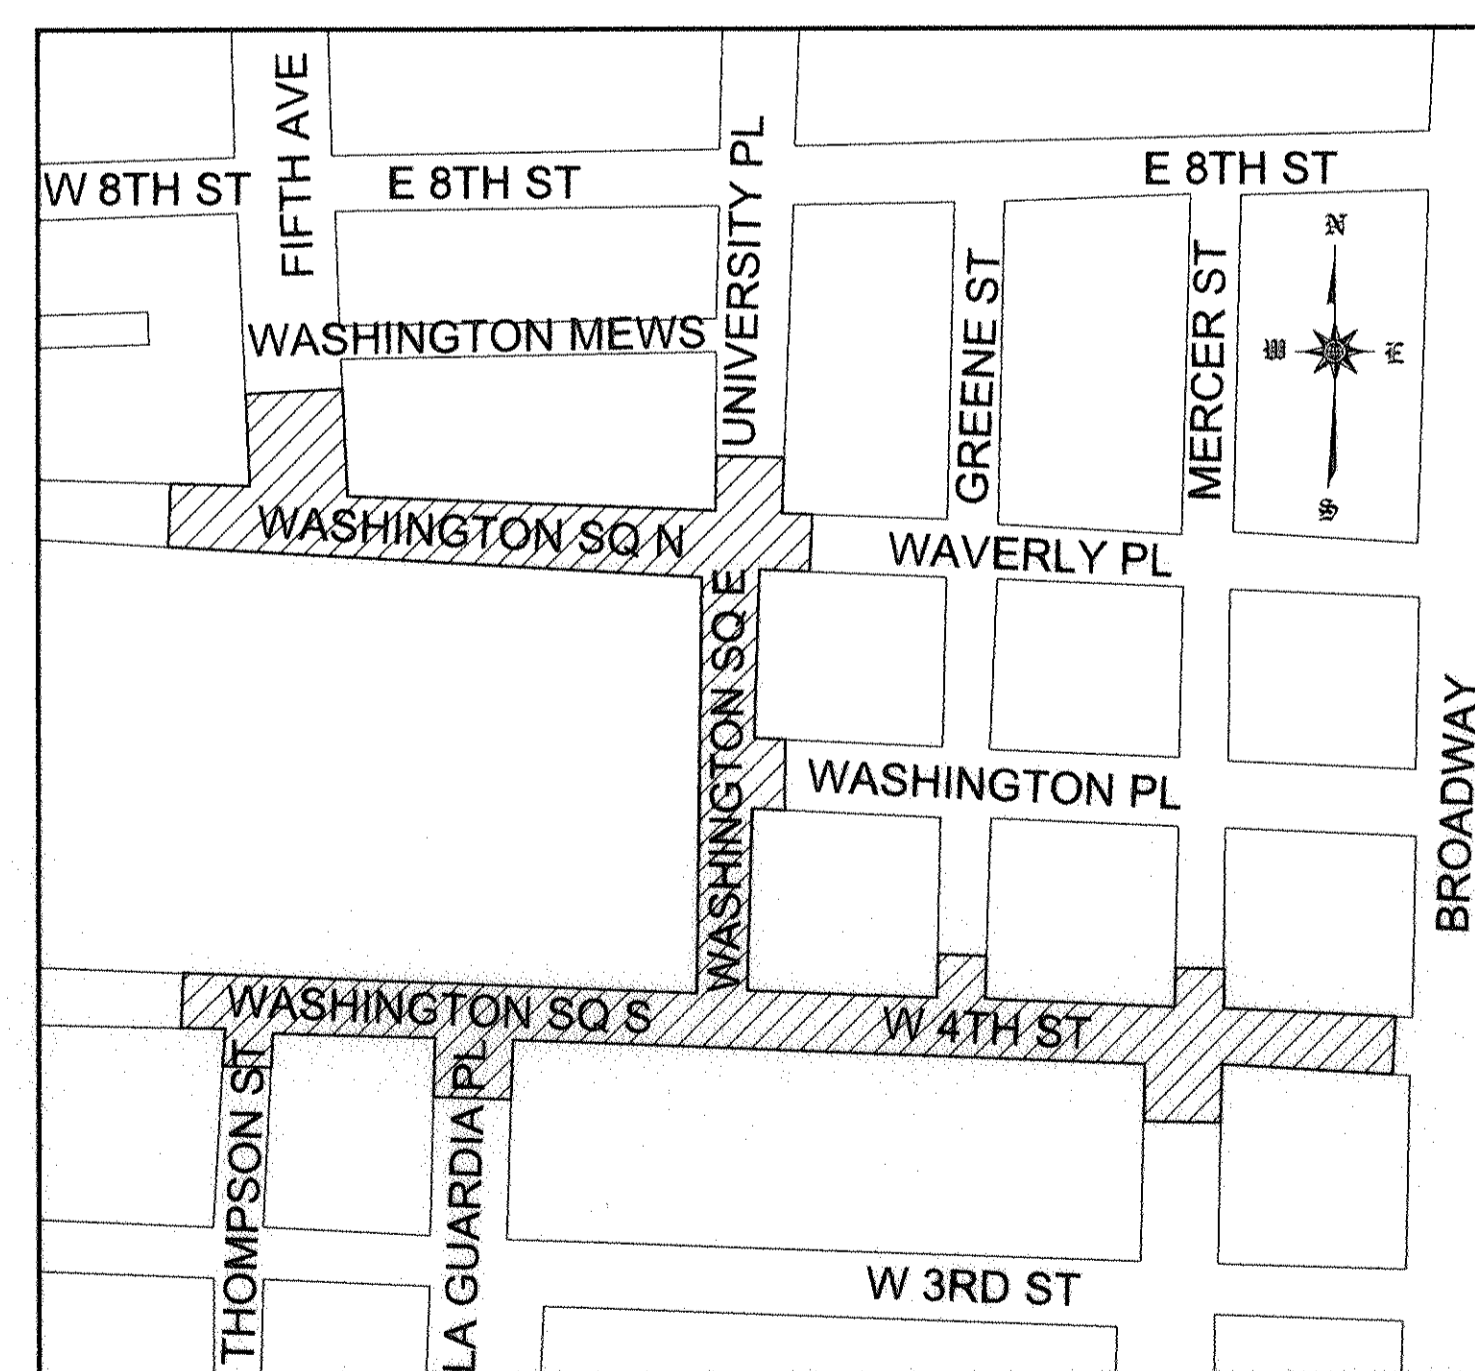 FIFTH AVE
UNIVERSITY PL
W 8TH ST
E 8TH ST
E 8TH ST
N
W
E
S
WASHINGTON MEWS
GREENE ST
MERCER ST
WASHINGTON SQ N
WAVERLY PL
WASHINGTON SQ E
WASHINGTON PL
BROADWAY
WASHINGTON SQ S
W 4TH ST
THOMPSON ST
LA GUARDIA PL
W 3RD ST